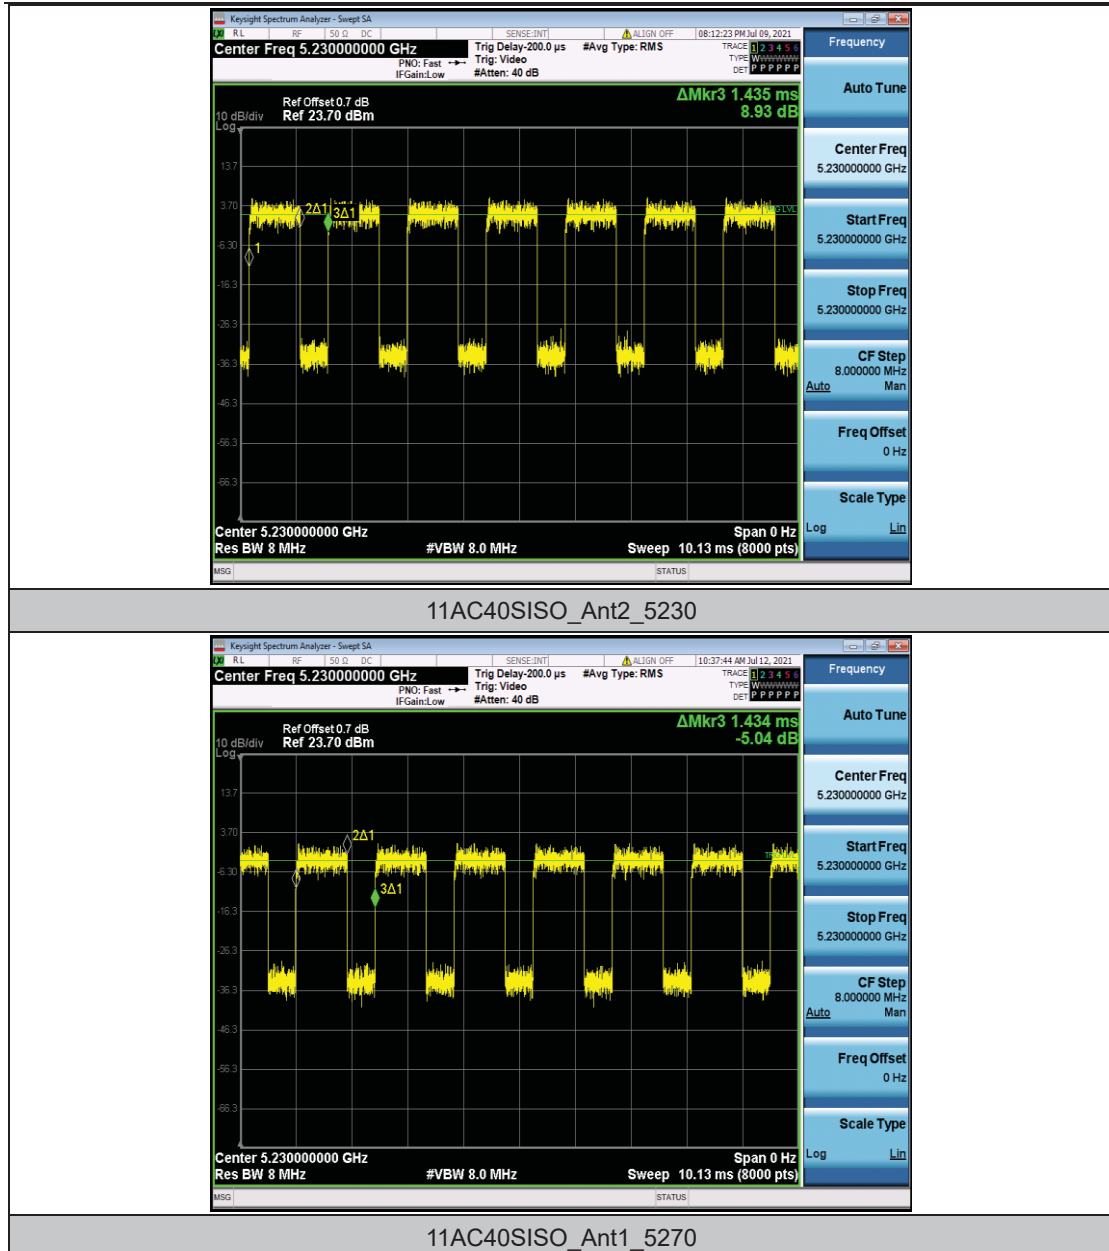 Keysight Spectrum Analyzer - Swept SA
LXI RL RF 50 Ω DC SENSE:INT ALIGN OFF 08:12:23 PM Jul 09, 2021
Center Freq 5.230000000 GHz
PNO: Fast
IFGain:Low
Trig Delay-200.0 µs
Trig: Video
#Atten: 40 dB
#Avg Type: RMS
TRACE 1 2 3 4 5 6
TYPE W
DET P P P P P P
ΔMkr3 1.435 ms
8.93 dB
Ref Offset 0.7 dB
10 dB/div Ref 23.70 dBm
Log
13.7
3.70
-6.30
-16.3
-26.3
-36.3
-46.3
-56.3
-66.3
2Δ1
3Δ1
1
Center 5.230000000 GHz Span 0 Hz
Res BW 8 MHz #VBW 8.0 MHz Sweep 10.13 ms (8000 pts)
MSG STATUS
Frequency
Auto Tune
Center Freq
5.230000000 GHz
Start Freq
5.230000000 GHz
Stop Freq
5.230000000 GHz
CF Step
8.000000 MHz
Auto Man
Freq Offset
0 Hz
Scale Type
Log Lin
11AC40SISO_Ant2_5230
Keysight Spectrum Analyzer - Swept SA
LXI RL RF 50 Ω DC SENSE:INT ALIGN OFF 10:37:44 AM Jul 12, 2021
Center Freq 5.230000000 GHz
PNO: Fast
IFGain:Low
Trig Delay-200.0 µs
Trig: Video
#Atten: 40 dB
#Avg Type: RMS
TRACE 1 2 3 4 5 6
TYPE W
DET P P P P P P
ΔMkr3 1.434 ms
-5.04 dB
Ref Offset 0.7 dB
10 dB/div Ref 23.70 dBm
Log
13.7
3.70
-6.30
-16.3
-26.3
-36.3
-46.3
-56.3
-66.3
2Δ1
3Δ1
Center 5.230000000 GHz Span 0 Hz
Res BW 8 MHz #VBW 8.0 MHz Sweep 10.13 ms (8000 pts)
MSG STATUS
Frequency
Auto Tune
Center Freq
5.230000000 GHz
Start Freq
5.230000000 GHz
Stop Freq
5.230000000 GHz
CF Step
8.000000 MHz
Auto Man
Freq Offset
0 Hz
Scale Type
Log Lin
11AC40SISO_Ant1_5270